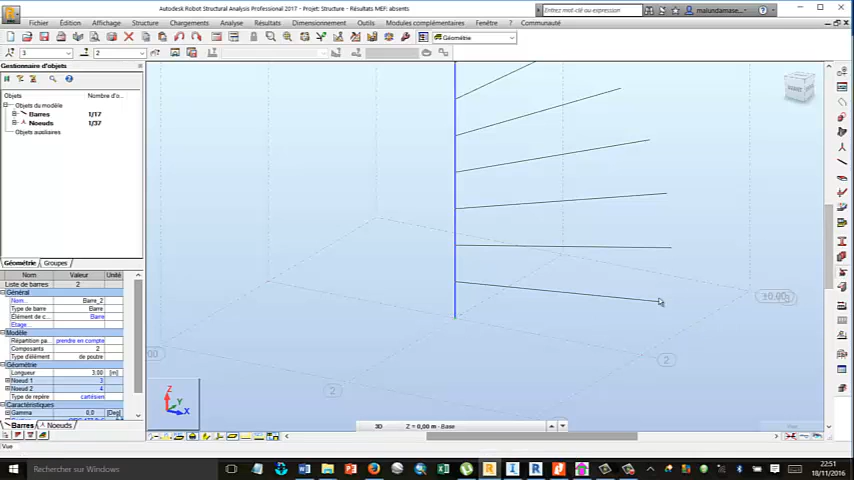 Autodesk Robot Structural Analysis Professional 2017 - Projet: Structure - Résultats MEF: absents
Entrez mot-clé ou expression
malundamase...
Fichier Édition Affichage Structure Chargements Analyse Résultats Dimensionnement Outils Modules complémentaires Fenêtre ? Communauté
Géométrie
3 2
Gestionnaire d'objets
Objets Nombre d'o
Objets du modèle
Barres 1/17
Noeuds 1/37
Objets auxiliaires
Géométrie Groupes
Nom Valeur Unité
Liste de barres 2
Général
Nom Barre_2
Type de barre Barre
Élément de c Barre
Étage...
Modèle
Répartition pa prendre en compte
Composants 2
Type d'élément de poutre
Géométrie
Longueur 3.00 [m]
Noeud 1 3
Noeud 2 4
Type de repère cartésien
Caractéristiques
Gamma 0,0 [Deg]
Barres Noeuds
Vue
±0.00
2
2
00
Z
Y
X
3D Z = 0,00 m - Base
Rechercher sur Windows
22:51
18/11/2016